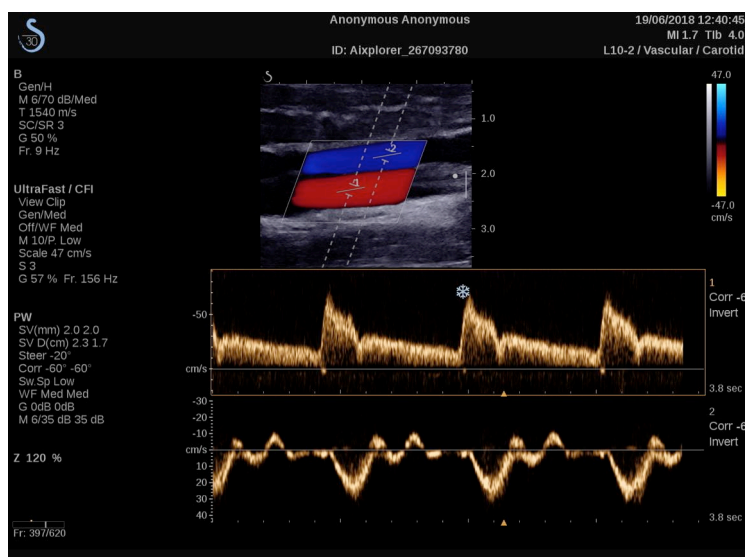 Anonymous Anonymous
19/06/2018 12:40:45
MI 1.7 TIb 4.0
ID: Aixplorer_267093780
L10-2 / Vascular / Carotid
30
S
B
Gen/H
M 6/70 dB/Med
T 1540 m/s
SC/SR 3
G 50 %
Fr. 9 Hz
UltraFast / CFI
View Clip
Gen/Med
Off/WF Med
M 10/P. Low
Scale 47 cm/s
S 3
G 57 % Fr. 156 Hz
PW
SV(mm) 2.0 2.0
SV D(cm) 2.3 1.7
Steer -20°
Corr -60° -60°
Sw.Sp Low
WF Med Med
G 0dB 0dB
M 6/35 dB 35 dB
Z 120 %
Fr: 397/620
1.0
2.0
3.0
47.0
-47.0
cm/s
-50
cm/s
1
Corr -6
Invert
3.8 sec
-30
-20
-10
cm/s
10
20
30
40
2
Corr -6
Invert
3.8 sec